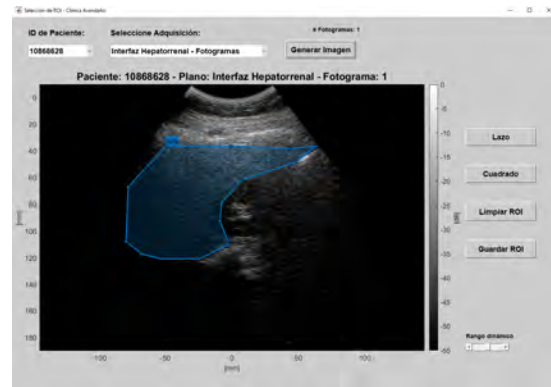 Selección de ROI - Clínica Avendaño
ID de Paciente: Seleccione Adquisición: # Fotogramas: 1
10868628 Interfaz Hepatorrenal - Fotogramas Generar Imagen
Paciente: 10868628 - Plano: Interfaz Hepatorrenal - Fotograma: 1
0
20
40
60
80
100
120
140
160
180
[mm]
-100 -50 0 50 100
[mm]
0
-5
-10
-15
-20
-25
-30
-35
-40
-45
-50
[dB]
Lazo
Cuadrado
Limpiar ROI
Guardar ROI
Rango dinámico